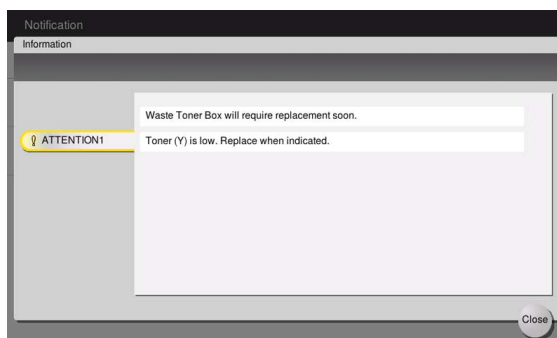 Notification
Information
Waste Toner Box will require replacement soon.
ATTENTION1
Toner (Y) is low. Replace when indicated.
Close